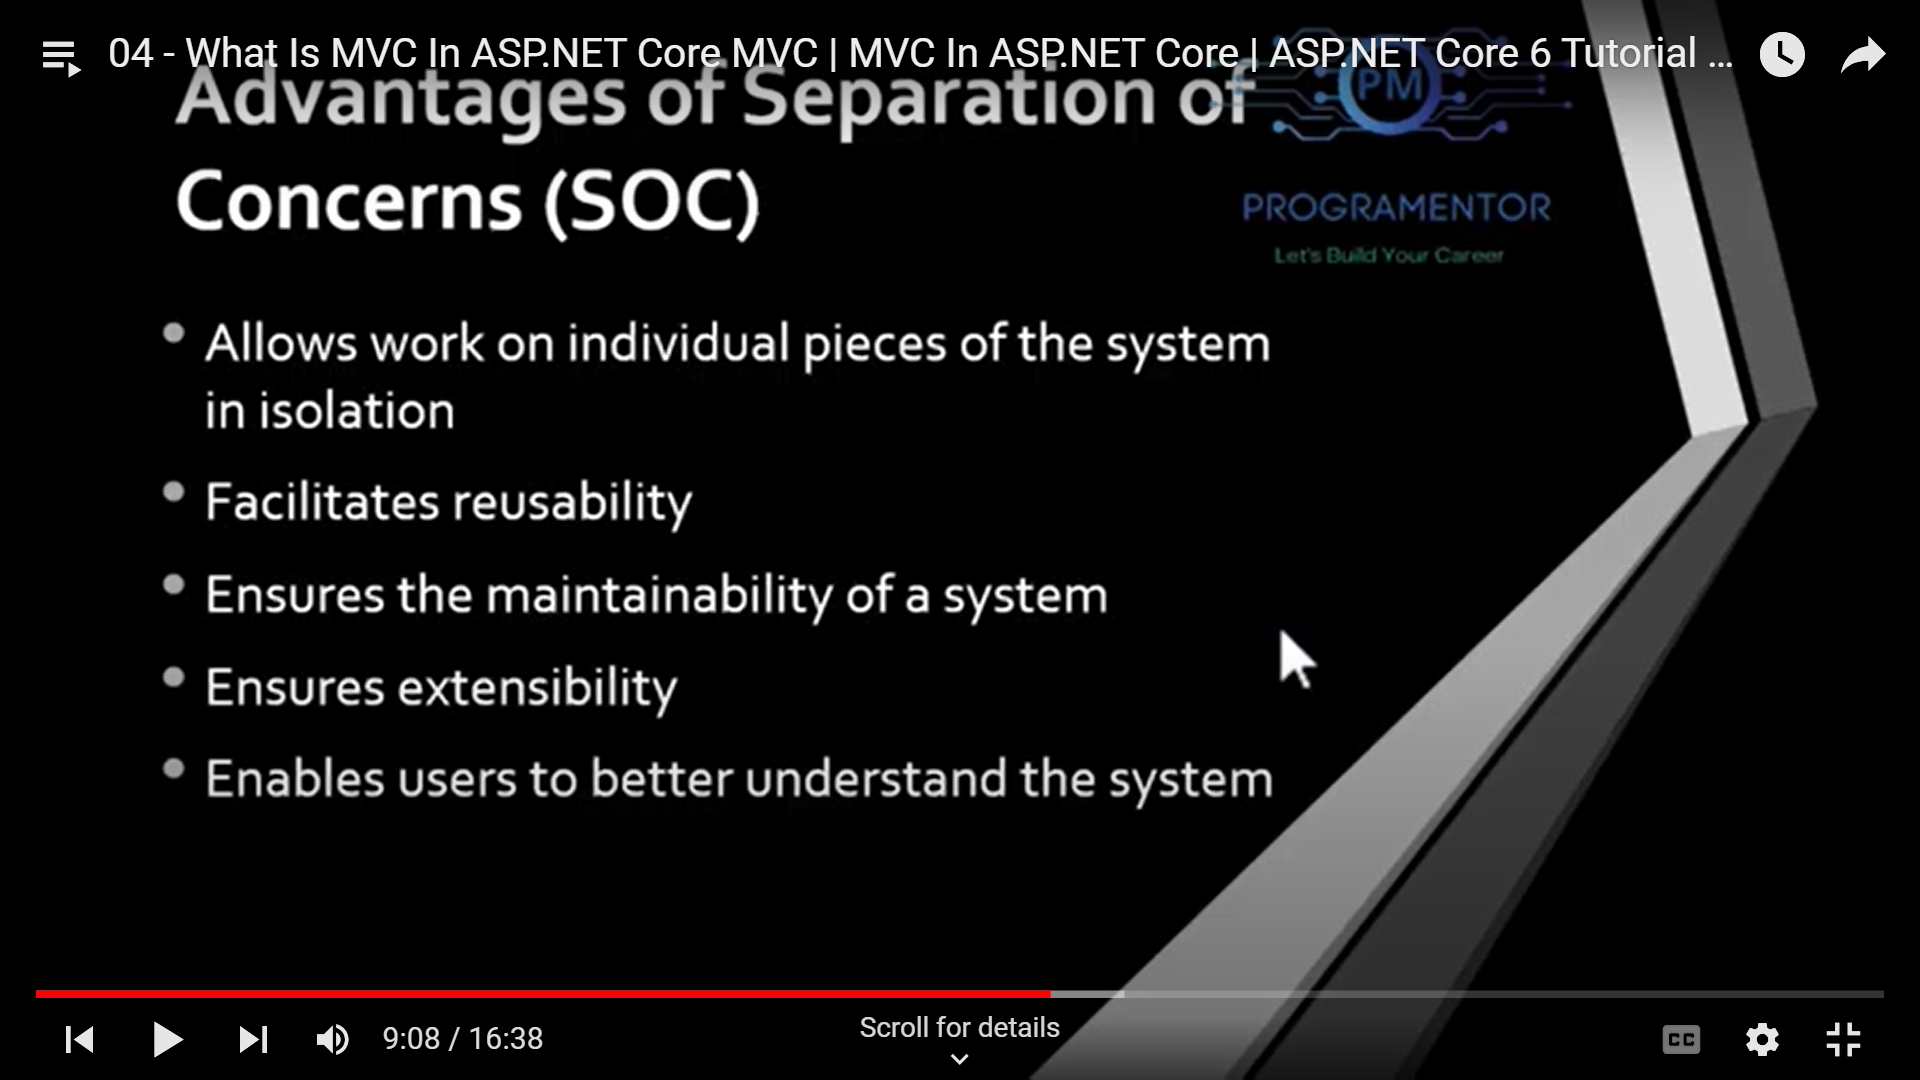 04 - What Is MVC In ASP.NET Core MVC | MVC In ASP.NET Core | ASP.NET Core 6 Tutorial ...
Advantages of Separation of
Concerns (SOC)
PM
PROGRAMENTOR
Let's Build Your Career
Allows work on individual pieces of the system
in isolation
Facilitates reusability
Ensures the maintainability of a system
Ensures extensibility
Enables users to better understand the system
9:08 / 16:38
Scroll for details
CC